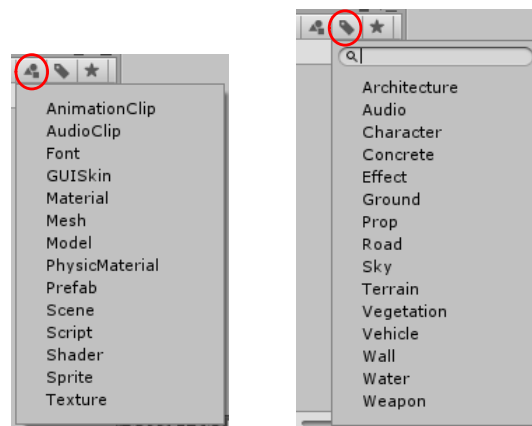 AnimationClip
AudioClip
Font
GUISkin
Material
Mesh
Model
PhysicMaterial
Prefab
Scene
Script
Shader
Sprite
Texture
Architecture
Audio
Character
Concrete
Effect
Ground
Prop
Road
Sky
Terrain
Vegetation
Vehicle
Wall
Water
Weapon